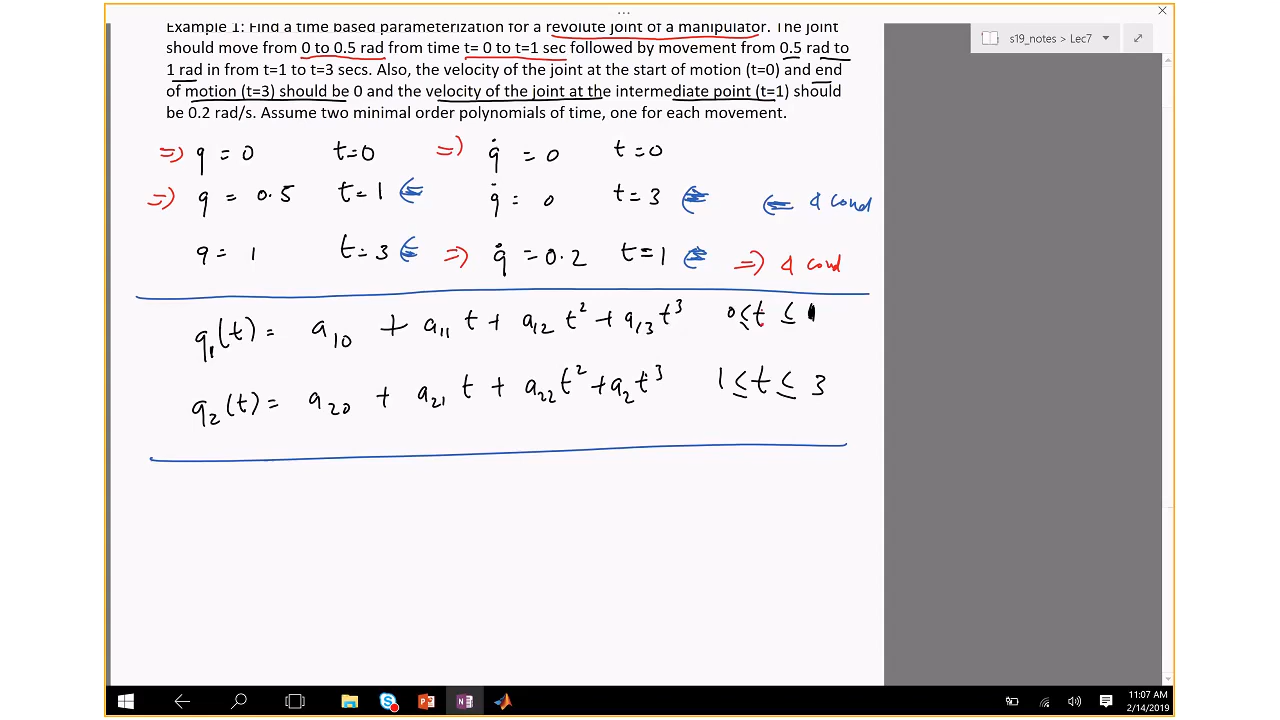 s19_notes > Lec7
Example 1: Find a time based parameterization for a revolute joint of a manipulator. The joint
should move from 0 to 0.5 rad from time t= 0 to t=1 sec followed by movement from 0.5 rad to
1 rad in from t=1 to t=3 secs. Also, the velocity of the joint at the start of motion (t=0) and end
of motion (t=3) should be 0 and the velocity of the joint at the intermediate point (t=1) should
be 0.2 rad/s. Assume two minimal order polynomials of time, one for each movement.
=) q = 0 t=0 =) q̇ = 0 t=0
=) q = 0.5 t=1 q̇ = 0 t=3 4 cond
q = 1 t=3 =) q̇ = 0.2 t=1 =) 4 cond
q₁(t) = a₁₀ + a₁₁ t + a₁₂ t² + a₁₃ t³ 0 ≤ t ≤ 1
q₂(t) = a₂₀ + a₂₁ t + a₂₂ t² + a₂ t³ 1 ≤ t ≤ 3
11:07 AM
2/14/2019